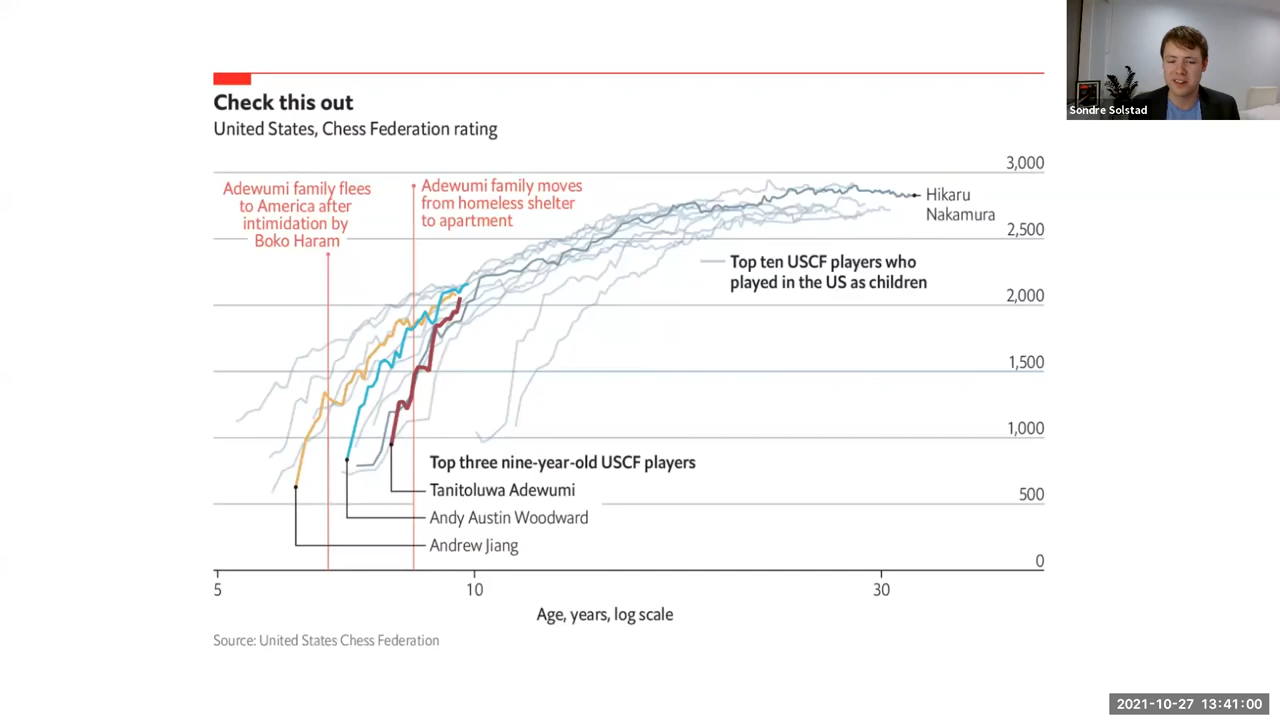 Sondre Solstad
Check this out
United States, Chess Federation rating
3,000
Adewumi family flees
to America after
intimidation by
Boko Haram
Adewumi family moves
from homeless shelter
to apartment
Hikaru
Nakamura
2,500
Top ten USCF players who
played in the US as children
2,000
1,500
1,000
Top three nine-year-old USCF players
Tanitoluwa Adewumi
500
Andy Austin Woodward
Andrew Jiang
0
5
10
30
Age, years, log scale
Source: United States Chess Federation
2021-10-27 13:41:00